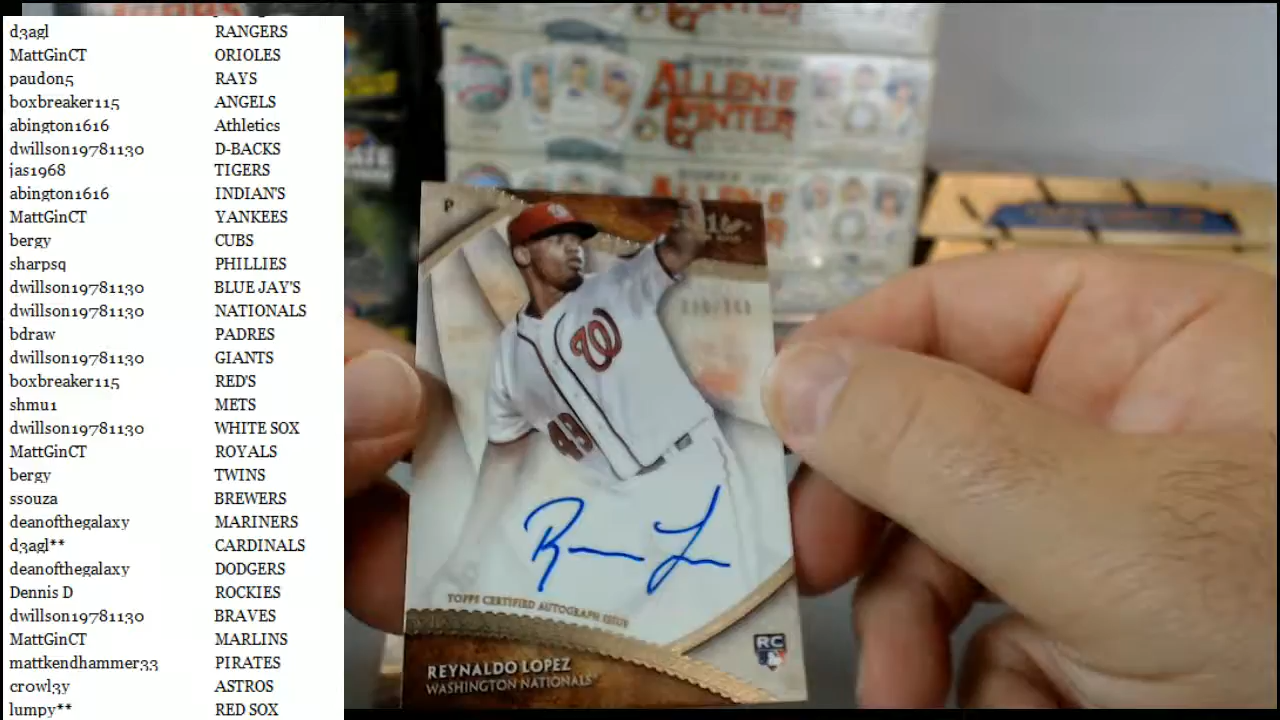 d3agl RANGERS
MattGinCT ORIOLES
paudon5 RAYS
boxbreaker115 ANGELS
abington1616 Athletics
dwillson19781130 D-BACKS
jas1968 TIGERS
abington1616 INDIAN'S
MattGinCT YANKEES
bergy CUBS
sharpsq PHILLIES
dwillson19781130 BLUE JAY'S
dwillson19781130 NATIONALS
bdraw PADRES
dwillson19781130 GIANTS
boxbreaker115 RED'S
shmu1 METS
dwillson19781130 WHITE SOX
MattGinCT ROYALS
bergy TWINS
ssouza BREWERS
deanofthegalaxy MARINERS
d3agl** CARDINALS
deanofthegalaxy DODGERS
Dennis D ROCKIES
dwillson19781130 BRAVES
MattGinCT MARLINS
mattkendhammer33 PIRATES
crowl3y ASTROS
lumpy** RED SOX
ALLEN &
GINTER
P
W
43
TOPPS CERTIFIED AUTOGRAPH ISSUE
RC
REYNALDO LOPEZ
WASHINGTON NATIONALS